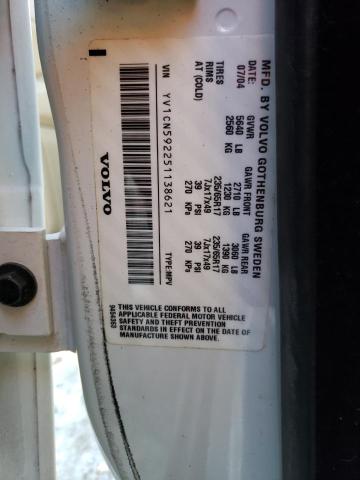 MFD. BY VOLVO GOTHENBURG SWEDEN
DATE: GVWR GAWR FRONT GAWR REAR
07/04 5640 LB 2710 LB 3060 LB
2560 KG 1230 KG 1390 KG
TIRES 235/65R17 235/65R17
RIMS 7Jx17x49 7Jx17x49
AT (COLD) 39 PSI 39 PSI
270 KPa 270 KPa
VIN YV1CN592251138621 TYPE:MPV
VOLVO
9494353
THIS VEHICLE CONFORMS TO ALL
APPLICABLE FEDERAL MOTOR VEHICLE
SAFETY AND THEFT PREVENTION
STANDARDS IN EFFECT ON THE DATE OF
MANUFACTURE SHOWN ABOVE.